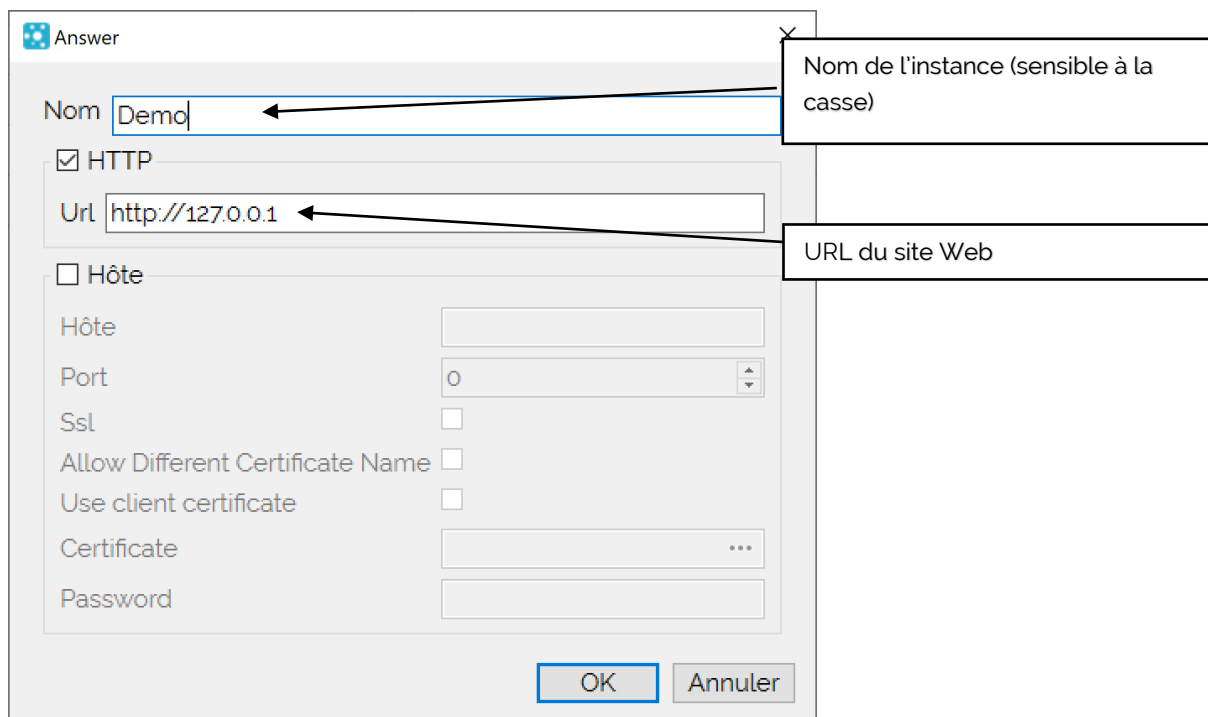 Answer
Nom de l'instance (sensible à la
casse)
Nom Demo
HTTP
Url http://127.0.0.1
URL du site Web
Hôte
Hôte
Port 0
Ssl
Allow Different Certificate Name
Use client certificate
Certificate ...
Password
OK Annuler